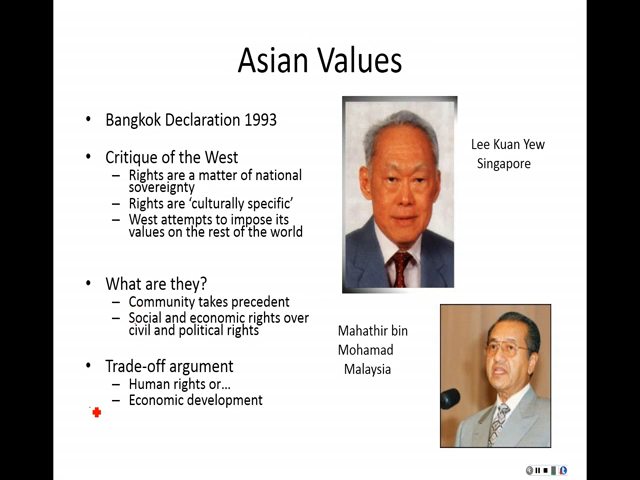 Asian Values
• Bangkok Declaration 1993
• Critique of the West
– Rights are a matter of national
sovereignty
– Rights are ‘culturally specific’
– West attempts to impose its
values on the rest of the world
• What are they?
– Community takes precedent
– Social and economic rights over
civil and political rights
• Trade-off argument
– Human rights or…
– Economic development
Lee Kuan Yew
Singapore
Mahathir bin
Mohamad
Malaysia